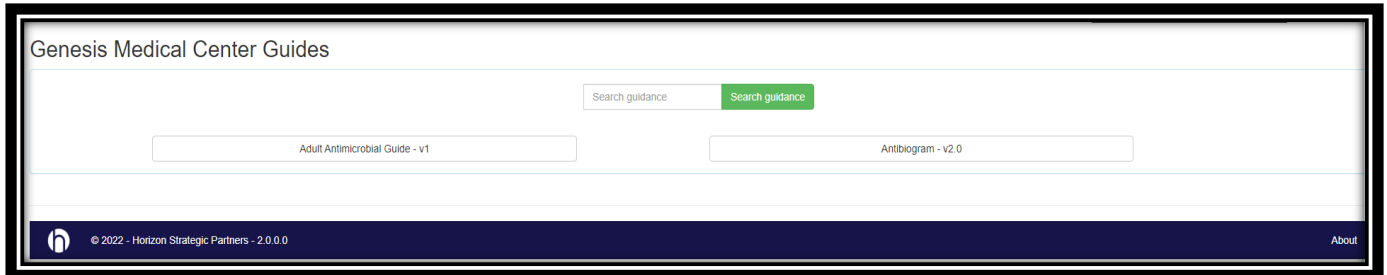 Genesis Medical Center Guides
Search guidance Search guidance
Adult Antimicrobial Guide - v1 Antibiogram - v2.0
© 2022 - Horizon Strategic Partners - 2.0.0.0 About